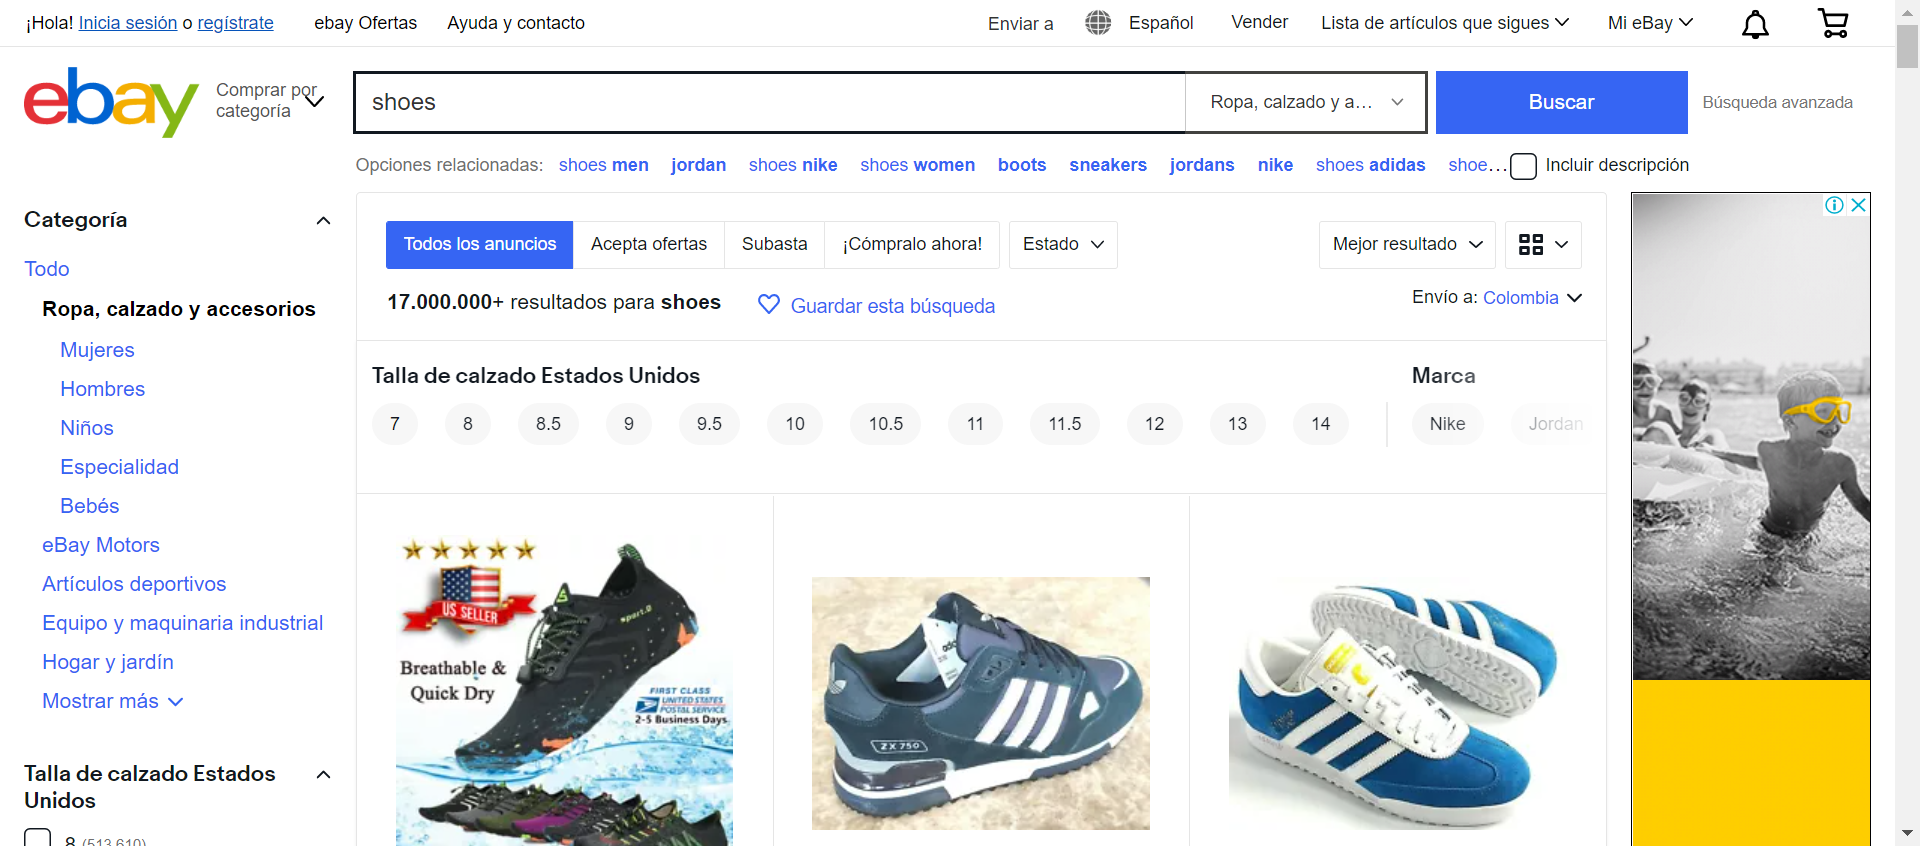 ¡Hola! Inicia sesión o regístrate
ebay Ofertas
Ayuda y contacto
Enviar a
Español
Vender
Lista de artículos que sigues
Mi eBay
ebay
Comprar por
categoría
shoes
Ropa, calzado y a...
Buscar
Búsqueda avanzada
Opciones relacionadas: shoes men jordan shoes nike shoes women boots sneakers jordans nike shoes adidas shoe...
Incluir descripción
Categoría
Todo
Ropa, calzado y accesorios
Mujeres
Hombres
Niños
Especialidad
Bebés
eBay Motors
Artículos deportivos
Equipo y maquinaria industrial
Hogar y jardín
Mostrar más
Talla de calzado Estados
Unidos
8 (513.610)
Todos los anuncios
Acepta ofertas
Subasta
¡Cómpralo ahora!
Estado
Mejor resultado
17.000.000+ resultados para shoes
Guardar esta búsqueda
Envío a: Colombia
Talla de calzado Estados Unidos
7 8 8.5 9 9.5 10 10.5 11 11.5 12 13 14
Marca
Nike Jordan
US SELLER
sport.0
Breathable &
Quick Dry
FIRST CLASS
UNITED STATES
POSTAL SERVICE
2-5 Business Days
adidas
ZX 750